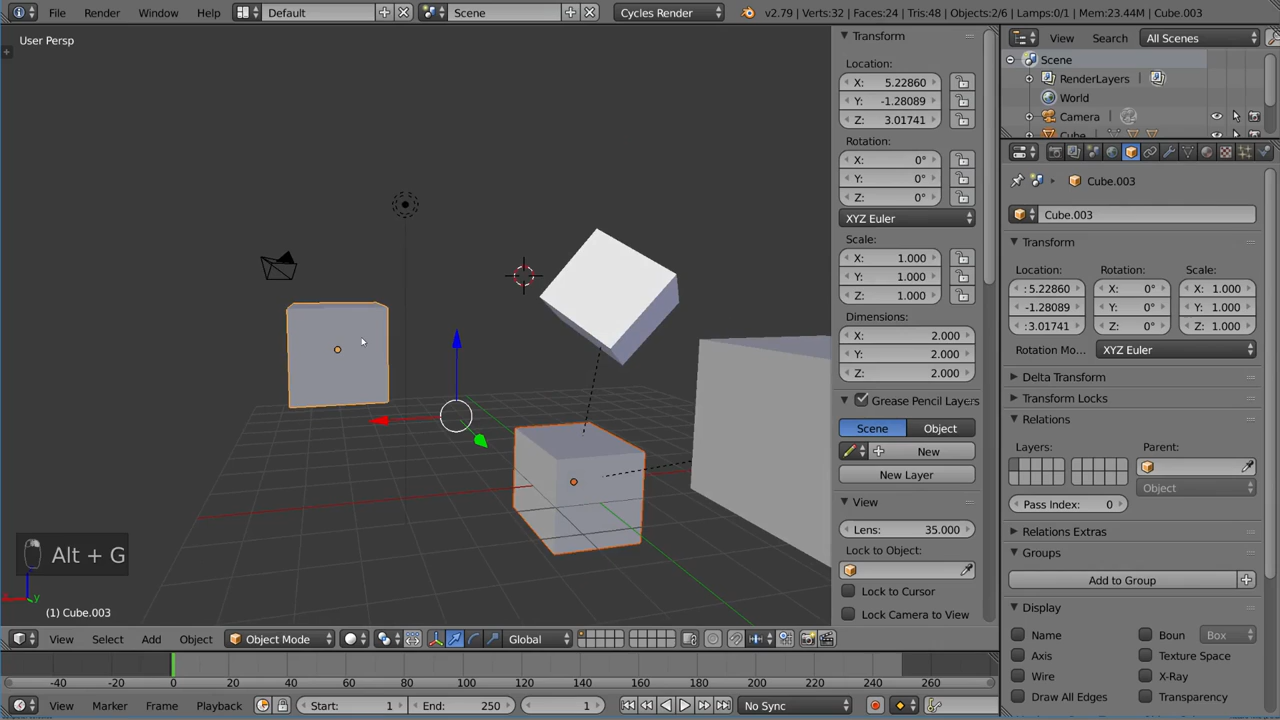 File Render Window Help Default Scene Cycles Render v2.79 | Verts:32 | Faces:24 | Tris:48 | Objects:2/6 | Lamps:0/1 | Mem:23.44M | Cube.003
User Persp
Transform
Location:
X: 5.22860
Y: -1.28089
Z: 3.01741
Rotation:
X: 0°
Y: 0°
Z: 0°
XYZ Euler
Scale:
X: 1.000
Y: 1.000
Z: 1.000
Dimensions:
X: 2.000
Y: 2.000
Z: 2.000
Grease Pencil Layers
Scene Object
New
New Layer
View
Lens: 35.000
Lock to Object:
Lock to Cursor
Lock Camera to View
View Search All Scenes
Scene
RenderLayers
World
Camera
Cube
Cube.003
Cube.003
Transform
Location: Rotation: Scale:
: 5.22860 X: 0° X: 1.000
-1.28089 Y: 0° Y: 1.000
: 3.01741 Z: 0° Z: 1.000
Rotation Mo... XYZ Euler
Delta Transform
Transform Locks
Relations
Layers: Parent:
Object
Pass Index: 0
Relations Extras
Groups
Add to Group
Display
Name Boun Box
Axis Texture Space
Wire X-Ray
Draw All Edges Transparency
Alt + G
x y
(1) Cube.003
View Select Add Object Object Mode Global
-40 -20 0 20 40 60 80 100 120 140 160 180 200 220 240 260
View Marker Frame Playback Start: 1 End: 250 1 No Sync